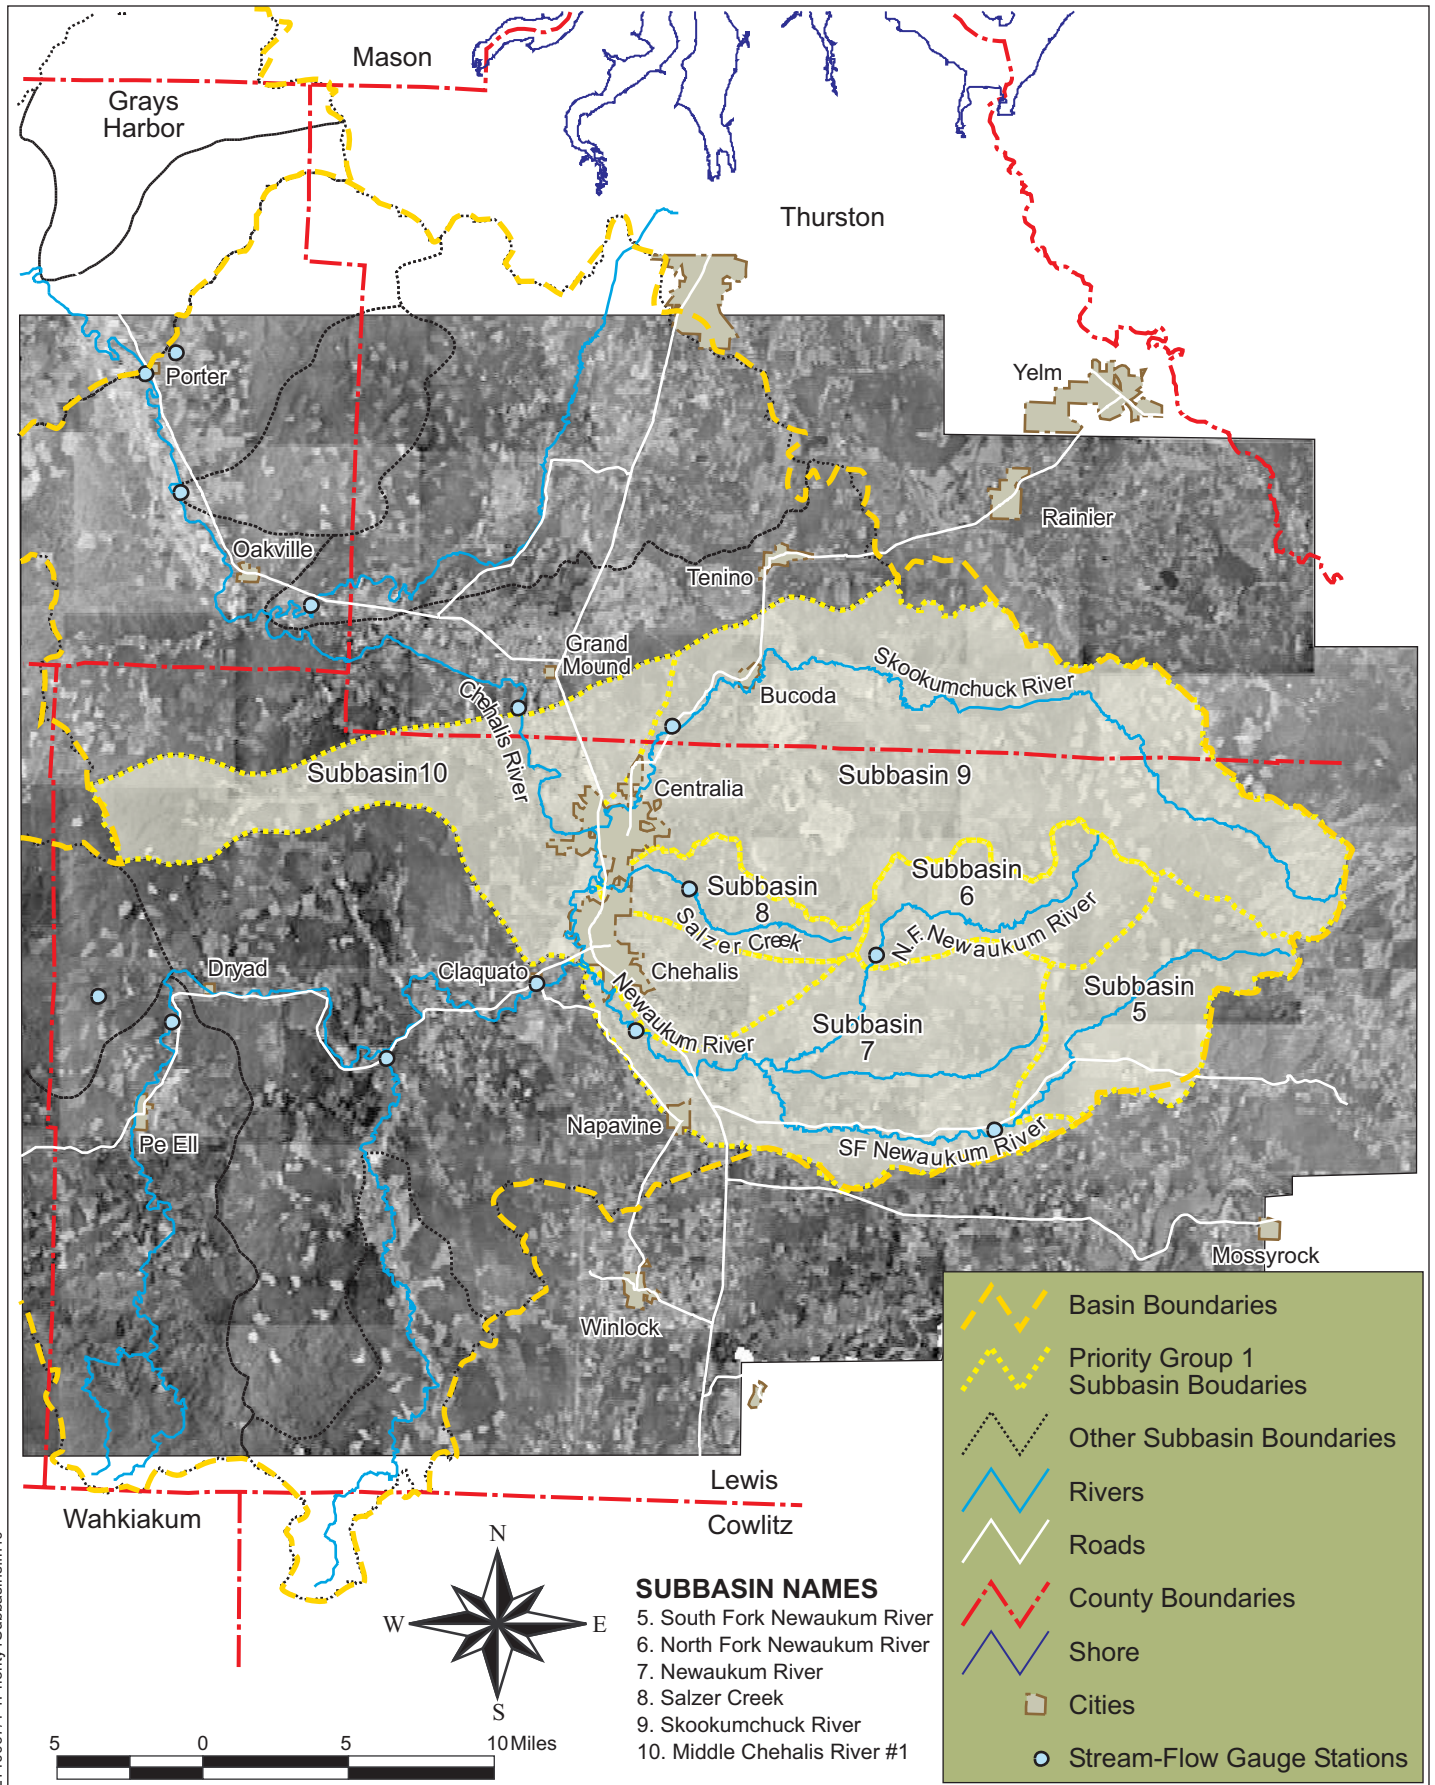 Mason
Grays
Harbor
Thurston
Porter
Yelm
Rainier
Oakville
Tenino
Grand
Mound
Skookumchuck River
Bucoda
Chehalis River
Subbasin10
Subbasin 9
Centralia
Subbasin
6
Subbasin
8
Salzer Creek
N.F. Newaukum River
Dryad
Claquato
Chehalis
Subbasin
5
Newaukum River
Subbasin
7
Napavine
Pe Ell
SF Newaukum River
Mossyrock
Winlock
Lewis
Wahkiakum
Cowlitz
Basin Boundaries
Priority Group 1
Subbasin Boudaries
Other Subbasin Boundaries
Rivers
Roads
County Boundaries
Shore
Cities
Stream-Flow Gauge Stations
N
W
E
S
SUBBASIN NAMES
5. South Fork Newaukum River
6. North Fork Newaukum River
7. Newaukum River
8. Salzer Creek
9. Skookumchuck River
10. Middle Chehalis River #1
5 0 5 10 Miles